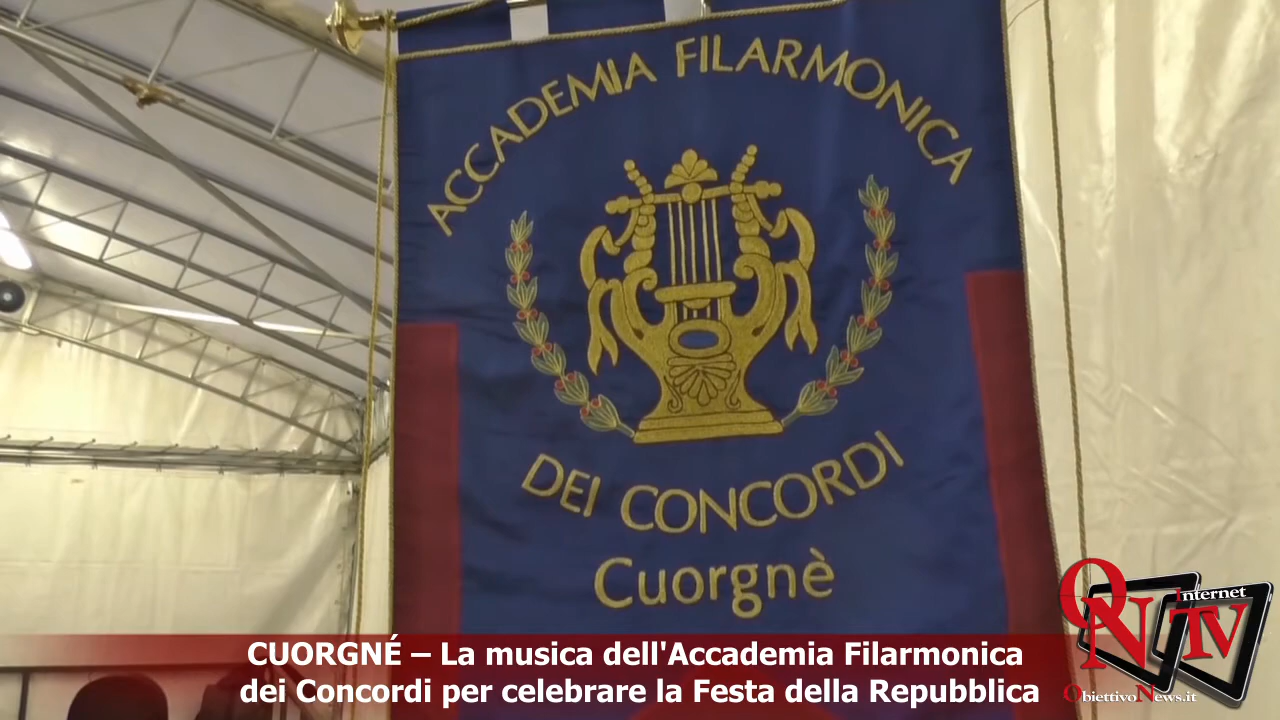 ACCADEMIA FILARMONICA
DEI CONCORDI
Cuorgnè
CUORGNÉ – La musica dell'Accademia Filarmonica
dei Concordi per celebrare la Festa della Repubblica
ON Internet TV
ObiettivoNews.it